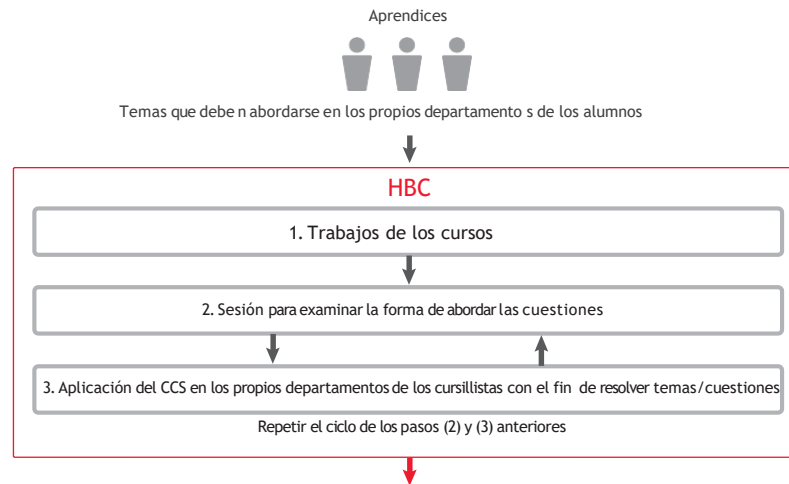 Aprendices
Temas que debe n abordarse en los propios departamento s de los alumnos
HBC
1. Trabajos de los cursos
2. Sesión para examinar la forma de abordar las cuestiones
3. Aplicación del CCS en los propios departamentos de los cursillistas con el fin de resolver temas/cuestiones
Repetir el ciclo de los pasos (2) y (3) anteriores